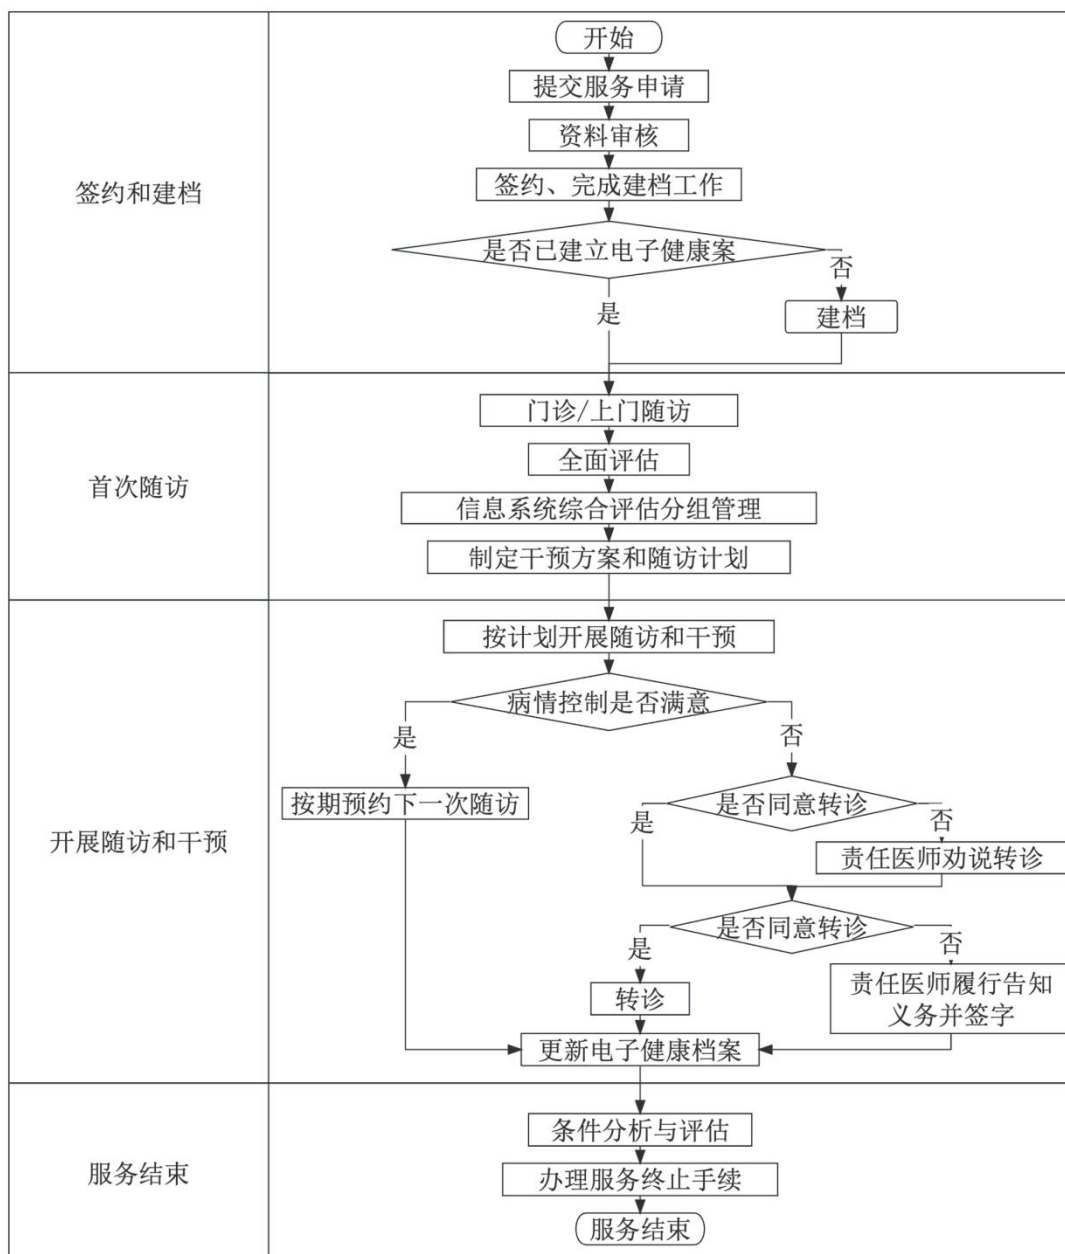 签约和建档
开始
提交服务申请
资料审核
签约、完成建档工作
是否已建立电子健康案
否
是
建档
首次随访
门诊/上门随访
全面评估
信息系统综合评估分组管理
制定干预方案和随访计划
开展随访和干预
按计划开展随访和干预
病情控制是否满意
是
否
按期预约下一次随访
是否同意转诊
是
否
责任医师劝说转诊
是否同意转诊
是
否
转诊
责任医师履行告知
义务并签字
更新电子健康档案
服务结束
条件分析与评估
办理服务终止手续
服务结束